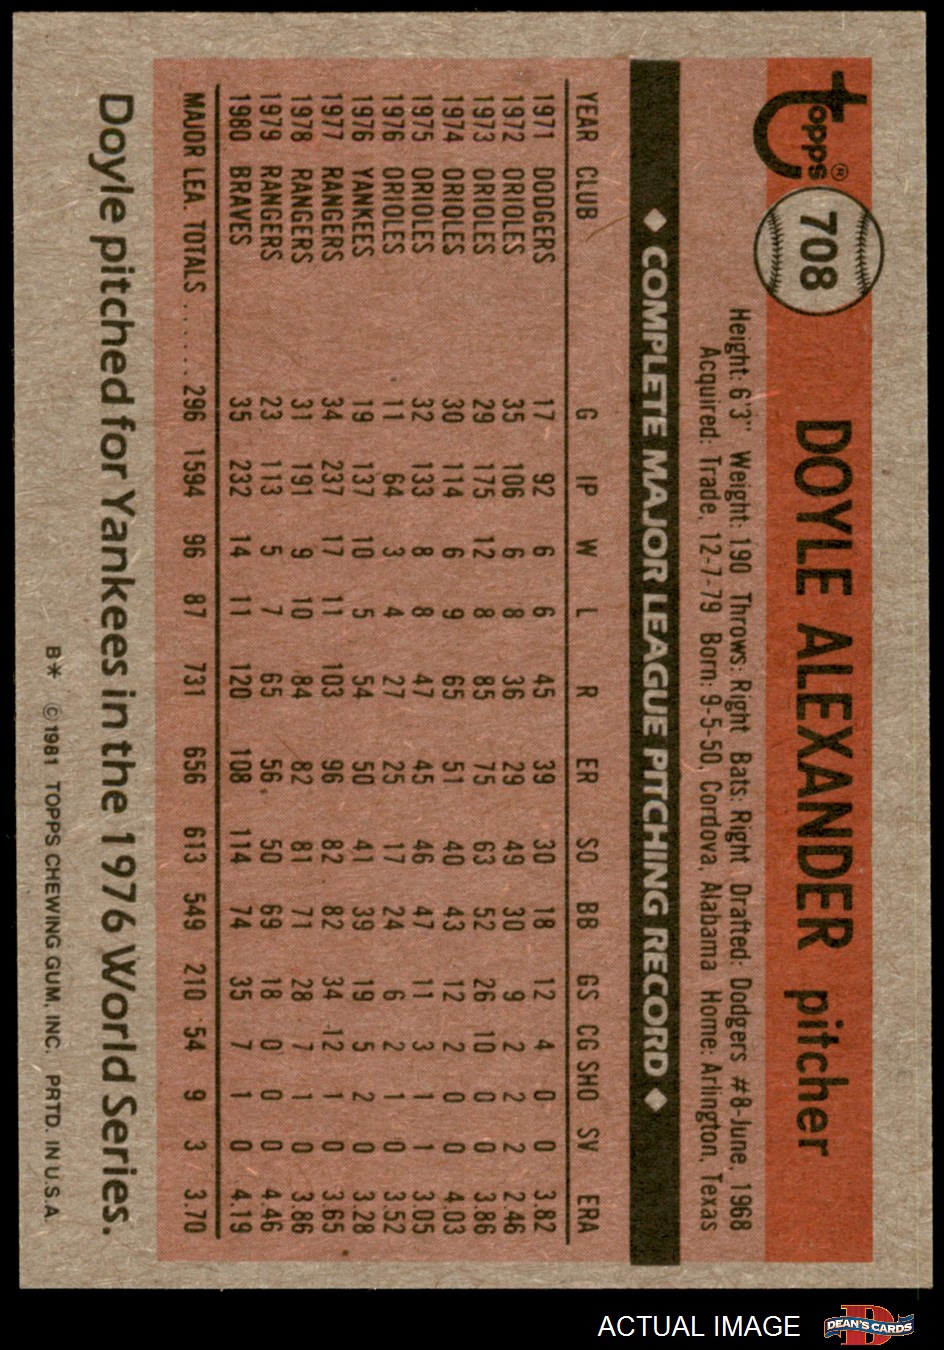 topps®
708
DOYLE ALEXANDER pitcher
Height: 6'3" Weight: 190 Throws: Right Bats: Right Drafted: Dodgers #8-June, 1968
Acquired: Trade, 12-7-79 Born: 9-5-50, Cordova, Alabama Home: Arlington, Texas
◆ COMPLETE MAJOR LEAGUE PITCHING RECORD ◆
YEAR CLUB G IP W L R ER SO BB GS CG SHO SV ERA
1971 DODGERS 17 92 6 6 45 39 30 18 12 4 0 0 3.82
1972 ORIOLES 35 106 6 8 36 29 49 30 9 2 2 2 2.46
1973 ORIOLES 29 175 12 8 85 75 63 52 26 10 0 0 3.86
1974 ORIOLES 30 114 6 9 65 51 40 43 12 2 0 0 4.03
1975 ORIOLES 32 133 8 8 47 45 46 47 11 3 1 1 3.05
1976 ORIOLES 11 64 3 4 27 25 17 24 6 2 1 0 3.52
1976 YANKEES 19 137 10 5 54 50 41 39 19 5 2 0 3.28
1977 RANGERS 34 237 17 11 103 96 82 82 34 12 1 0 3.65
1978 RANGERS 31 191 9 10 84 82 81 71 28 7 1 0 3.86
1979 RANGERS 23 113 5 7 65 56 50 69 18 0 0 0 4.46
1980 BRAVES 35 232 14 11 120 108 114 74 35 7 1 0 4.19
MAJOR LEA. TOTALS ...... 296 1594 96 87 731 656 613 549 210 54 9 3 3.70
Doyle pitched for Yankees in the 1976 World Series.
B* ©1981 TOPPS CHEWING GUM, INC. PRTD. IN U.S.A.
ACTUAL IMAGE
DEAN'S CARDS